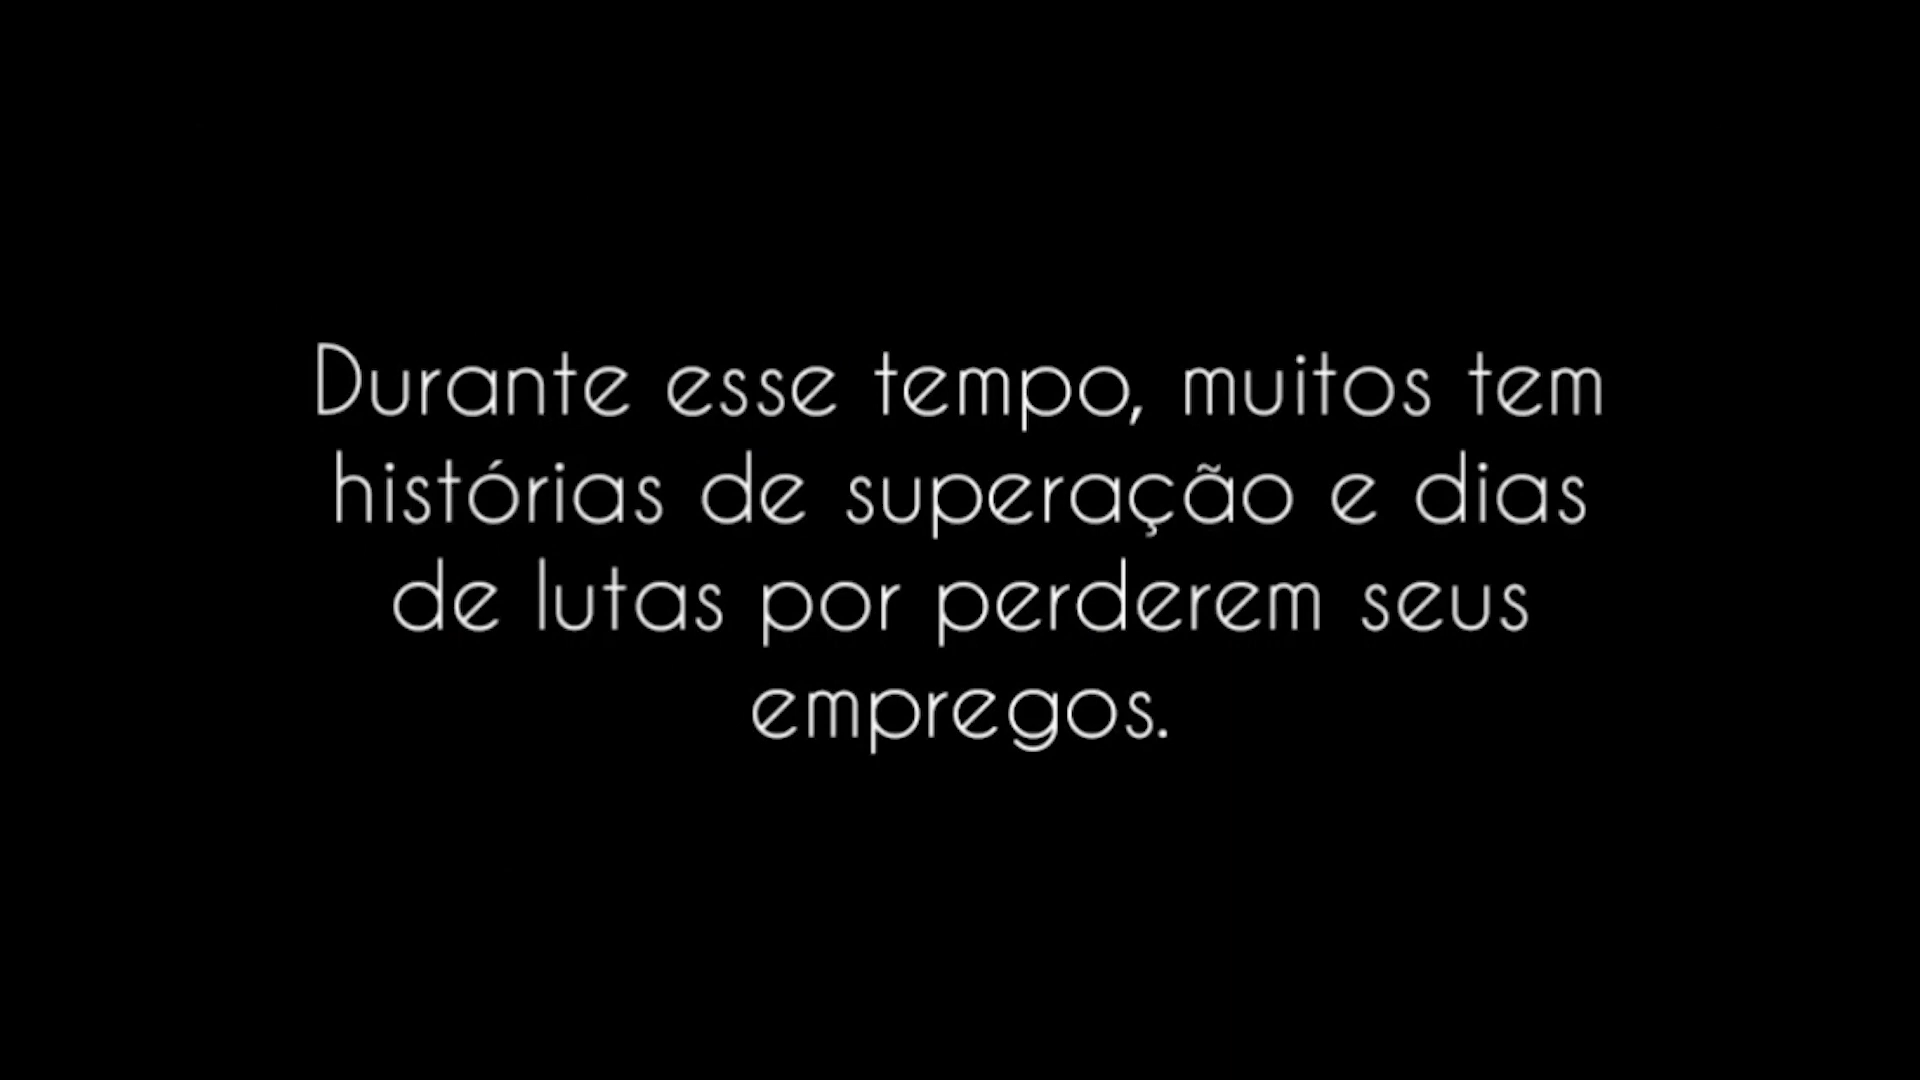 Durante esse tempo, muitos tem
histórias de superação e dias
de lutas por perderem seus
empregos.